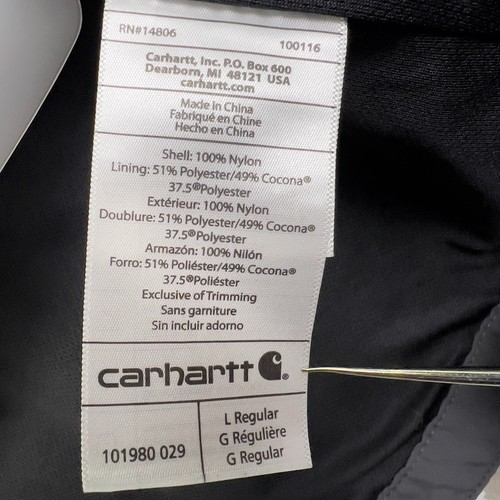 RN#14806
100116
Carhartt, Inc. P.O. Box 600
Dearborn, MI 48121 USA
carhartt.com
Made in China
Fabriqué en Chine
Hecho en China
Shell: 100% Nylon
Lining: 51% Polyester/49% Cocona®
37.5®Polyester
Extérieur: 100% Nylon
Doublure: 51% Polyester/49% Cocona®
37.5®Polyester
Armazón: 100% Nilón
Forro: 51% Poliéster/49% Cocona®
37.5®Poliéster
Exclusive of Trimming
Sans garniture
Sin incluir adorno
carhartt ®
101980 029
L Regular
G Régulière
G Regular